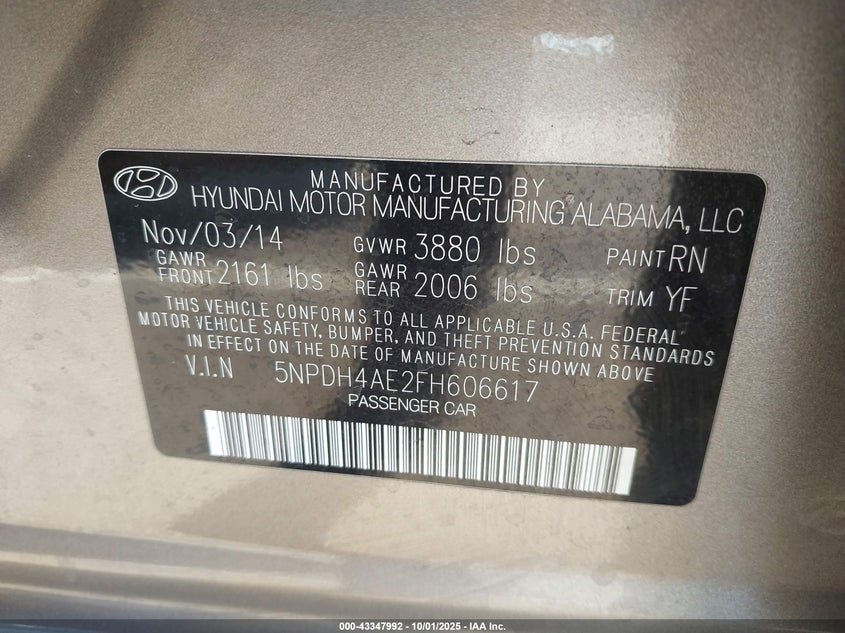 MANUFACTURED BY
HYUNDAI MOTOR MANUFACTURING ALABAMA, LLC
Nov/03/14 GVWR 3880 lbs PAINT RN
GAWR FRONT 2161 lbs GAWR REAR 2006 lbs TRIM YF
THIS VEHICLE CONFORMS TO ALL APPLICABLE U.S.A. FEDERAL
MOTOR VEHICLE SAFETY, BUMPER, AND THEFT PREVENTION STANDARDS
IN EFFECT ON THE DATE OF MANUFACTURE SHOWN ABOVE
V.I.N 5NPDH4AE2FH606617
PASSENGER CAR
000-43347992 - 10/01/2025 - IAA Inc.